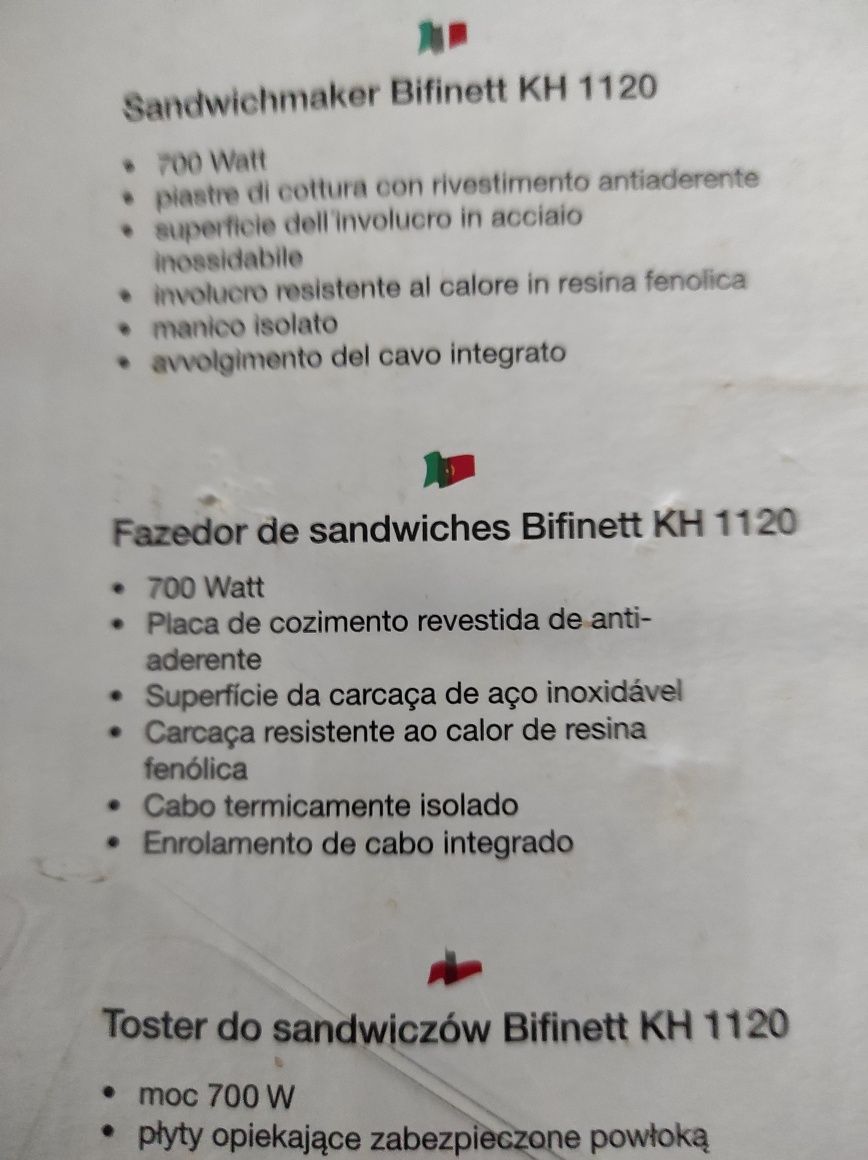 Sandwichmaker Bifinett KH 1120
• 700 Watt
• piastre di cottura con rivestimento antiaderente
• superficie dell'involucro in acciaio
inossidabile
• involucro resistente al calore in resina fenolica
• manico isolato
• avvolgimento del cavo integrato
Fazedor de sandwiches Bifinett KH 1120
• 700 Watt
• Placa de cozimento revestida de anti-
aderente
• Superfície da carcaça de aço inoxidável
• Carcaça resistente ao calor de resina
fenólica
• Cabo termicamente isolado
• Enrolamento de cabo integrado
Toster do sandwiczów Bifinett KH 1120
• moc 700 W
• płyty opiekające zabezpieczone powłoką